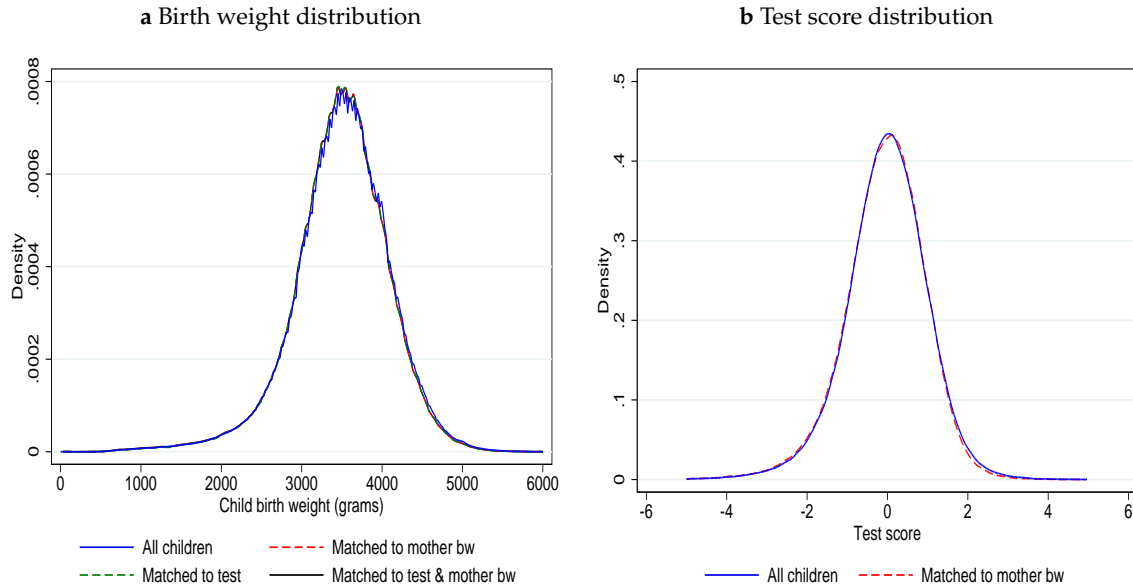 a Birth weight distribution
Density
0
.0002
.0004
.0006
.0008
0
1000
2000
3000
4000
5000
6000
Child birth weight (grams)
All children
Matched to mother bw
Matched to test
Matched to test & mother bw
b Test score distribution
Density
0
.1
.2
.3
.4
.5
-6
-4
-2
0
2
4
6
Test score
All children
Matched to mother bw